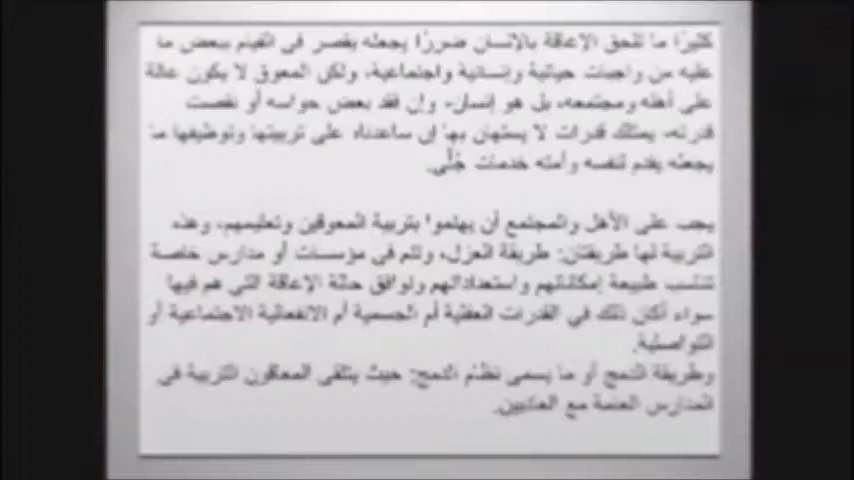 كثيرًا ما تلحق الإعاقة بالإنسان ضررًا يجعله يقصر في القيام ببعض ما
عليه من واجبات حياتية وإنسانية واجتماعية، ولكن المعوق لا يكون عالة
على أهله ومجتمعه، بل هو إنسان- وإن فقد بعض حواسه أو نقصت
قدرته، يمتلك قدرات لا يستهان بها إن ساعدناه على تربيتها وتوظيفها ما
يجعله يقدم لنفسه وأمته خدمات جُلَّى.
يجب على الأهل والمجتمع أن يهتموا بتربية المعوقين وتعليمهم، وهذه
التربية لها طريقتان: طريقة العزل، وتتم في مؤسسات أو مدارس خاصة
تناسب طبيعة إمكاناتهم واستعداداتهم وتوافق حالة الإعاقة التي هم فيها
سواء أكان ذلك في القدرات العقلية أم الجسمية أم الانفعالية الاجتماعية أو
التواصلية.
وطريقة الدمج أو ما يسمى نظام الدمج: حيث يتلقى المعاقون التربية في
المدارس العامة مع العاديين.